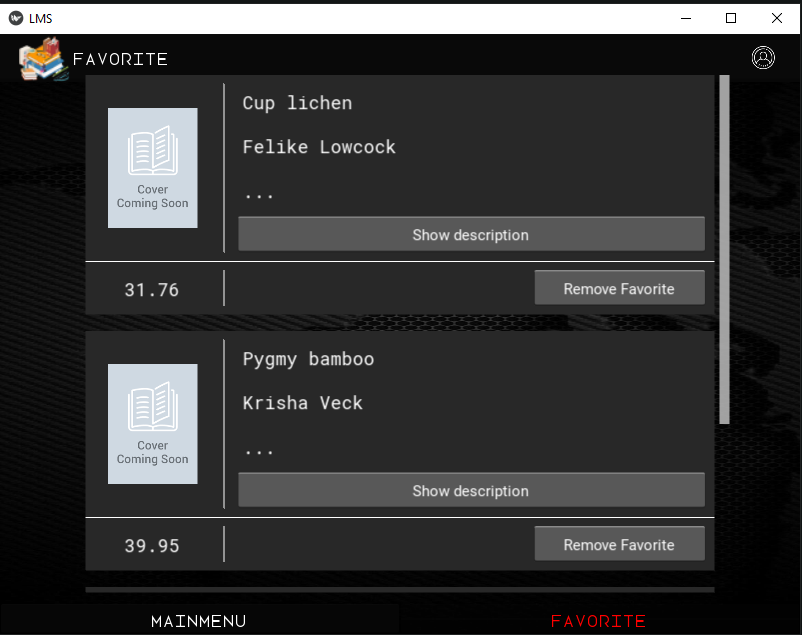 LMS
FAVORITE
Cover
Coming Soon
Cup lichen
Felike Lowcock
...
Show description
31.76
Remove Favorite
Cover
Coming Soon
Pygmy bamboo
Krisha Veck
...
Show description
39.95
Remove Favorite
MAINMENU
FAVORITE